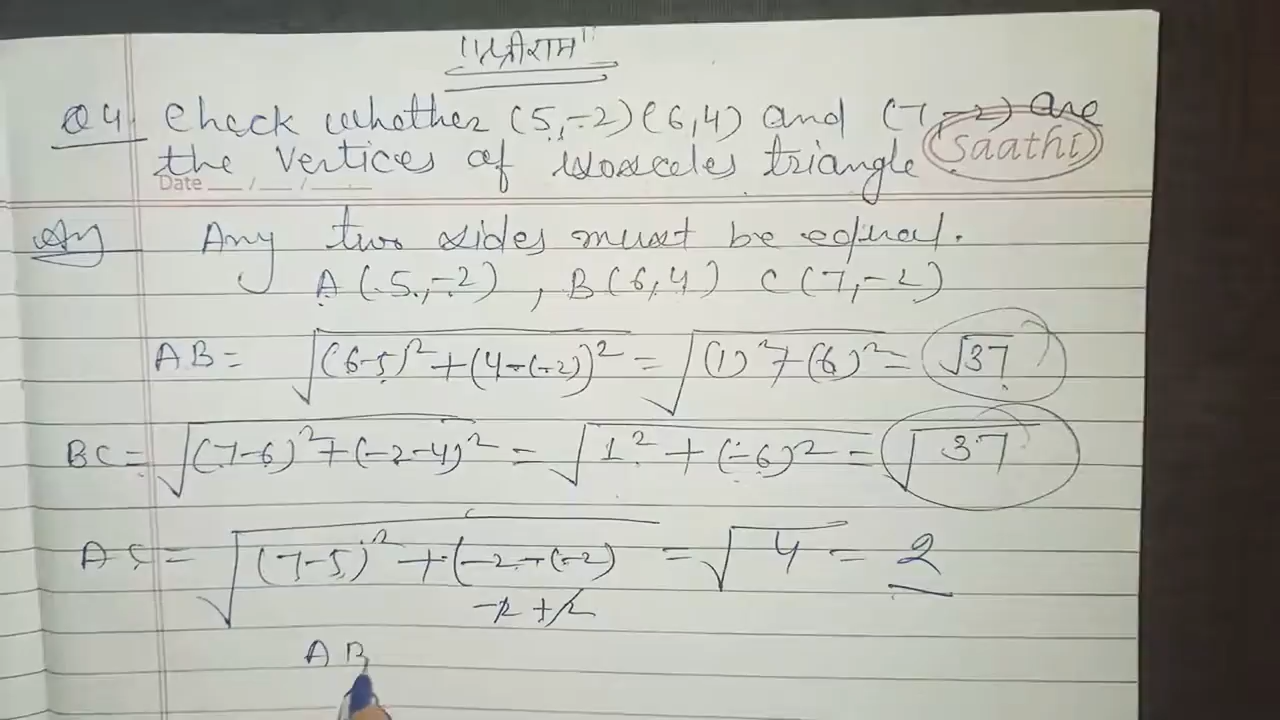 "श्रीराम"
Q4 Check whether (5,-2) (6,4) and (7,-2) are
the vertices of isosceles triangle Saathi
Date __/__/____
Any two sides must be equal.
A (5,-2) , B (6,4) C (7,-2)
AB = √(6-5)² + (4-(-2))² = √(1)² + (6)² = √37
BC = √(7-6)² + (-2-4)² = √1² + (-6)² = √37
AC = √(7-5)² + (-2-(-2)) = √4 = 2
-2+2
AB